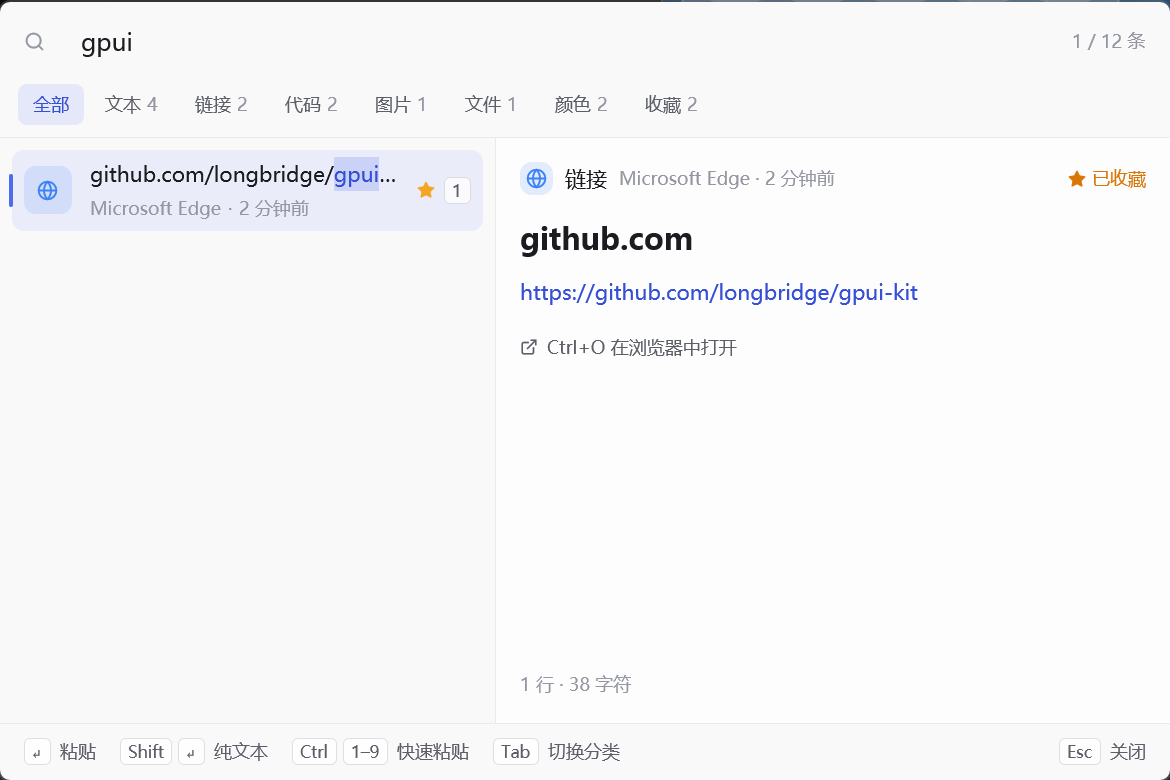 gpui
1 / 12 条
全部 文本 4 链接 2 代码 2 图片 1 文件 1 颜色 2 收藏 2
github.com/longbridge/gpui...
Microsoft Edge · 2 分钟前
1
链接 Microsoft Edge · 2 分钟前
已收藏
github.com
https://github.com/longbridge/gpui-kit
Ctrl+O 在浏览器中打开
1 行 · 38 字符
↵ 粘贴 Shift ↵ 纯文本 Ctrl 1–9 快速粘贴 Tab 切换分类 Esc 关闭